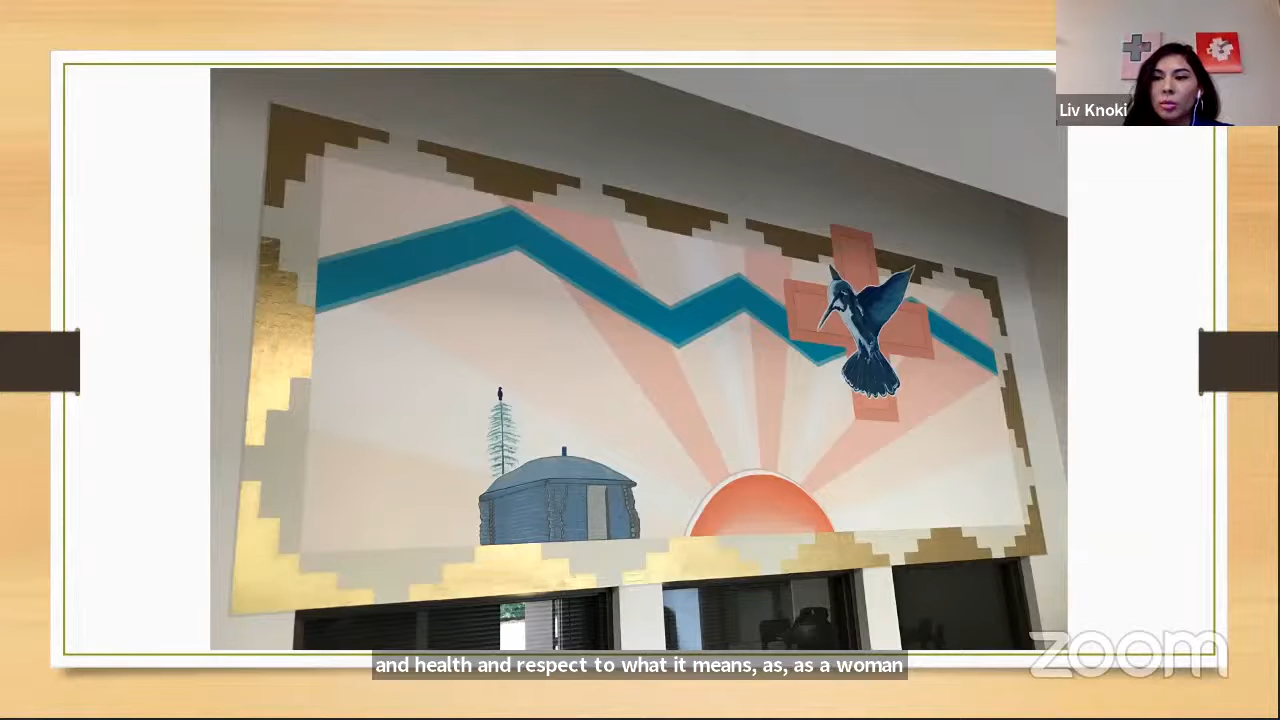 Liv Knoki
and health and respect to what it means, as, as a woman
zoom